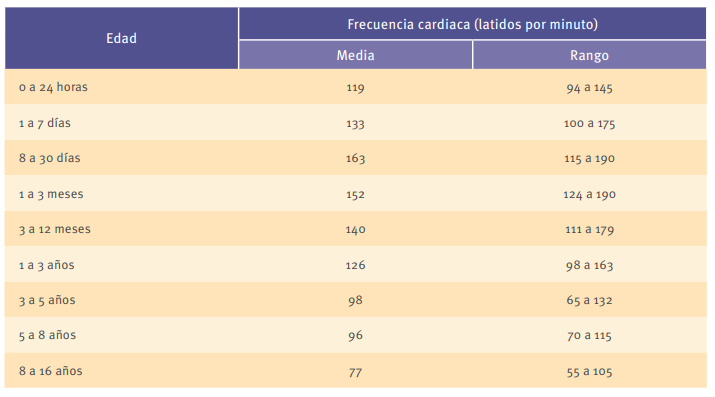 Edad
Frecuencia cardiaca (latidos por minuto)
Media Rango
0 a 24 horas 119 94 a 145
1 a 7 días 133 100 a 175
8 a 30 días 163 115 a 190
1 a 3 meses 152 124 a 190
3 a 12 meses 140 111 a 179
1 a 3 años 126 98 a 163
3 a 5 años 98 65 a 132
5 a 8 años 96 70 a 115
8 a 16 años 77 55 a 105